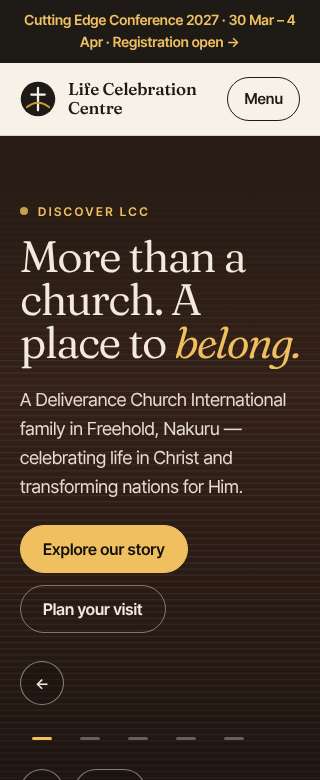 Cutting Edge Conference 2027 · 30 Mar – 4
Apr · Registration open →
Life Celebration
Centre
Menu
DISCOVER LCC
More than a
church. A
place to belong.
A Deliverance Church International
family in Freehold, Nakuru —
celebrating life in Christ and
transforming nations for Him.
Explore our story
Plan your visit
←